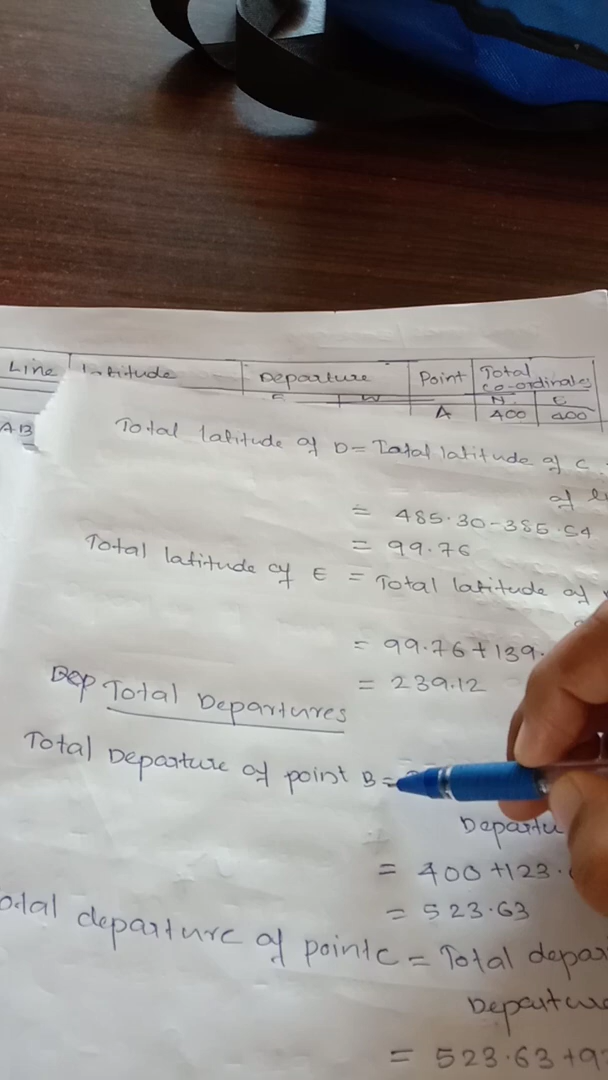 Line Latitude Departure Point Total co-ordinates
N E
A 400 400
AB
Total latitude of D = Total latitude of C
of
= 485.30-385.54
= 99.76
Total latitude of E = Total latitude of
= 99.76+139.
= 239.12
Dep Total Departures
Total Departure of point B =
Departu
= 400+123.
= 523.63
otal departure of point C = Total depar
Departure
= 523.63+9